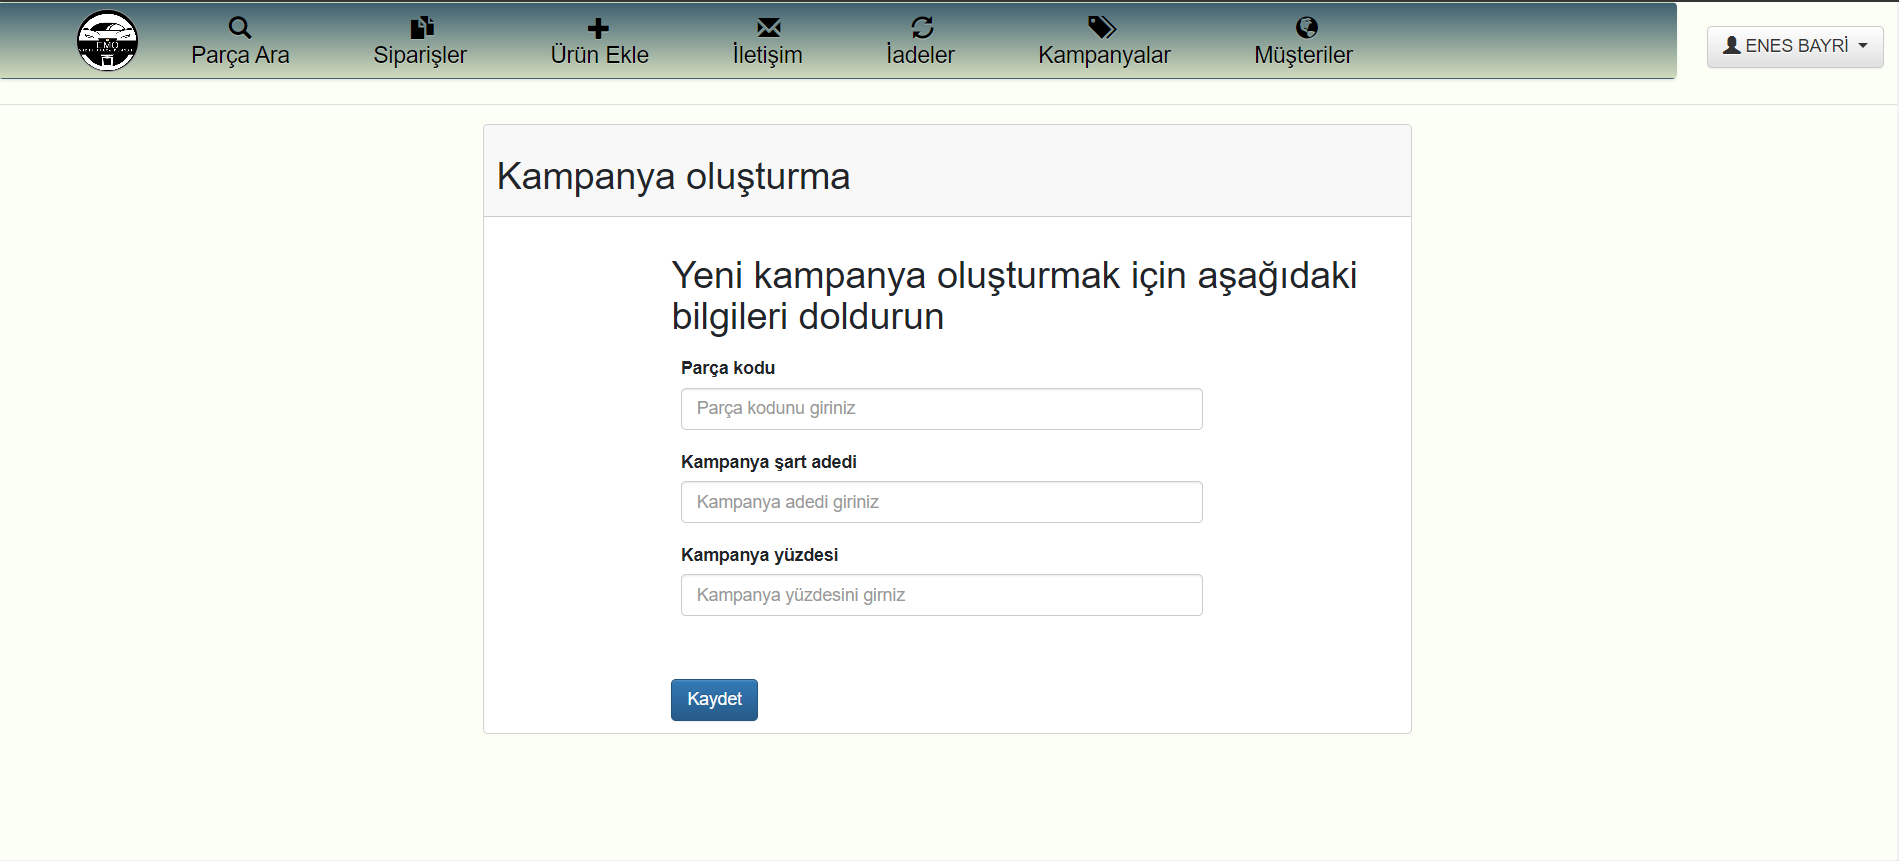 EMO
Parça Ara
Siparişler
Ürün Ekle
İletişim
İadeler
Kampanyalar
Müşteriler
ENES BAYRİ
Kampanya oluşturma
Yeni kampanya oluşturmak için aşağıdaki
bilgileri doldurun
Parça kodu
Parça kodunu giriniz
Kampanya şart adedi
Kampanya adedi giriniz
Kampanya yüzdesi
Kampanya yüzdesini girniz
Kaydet